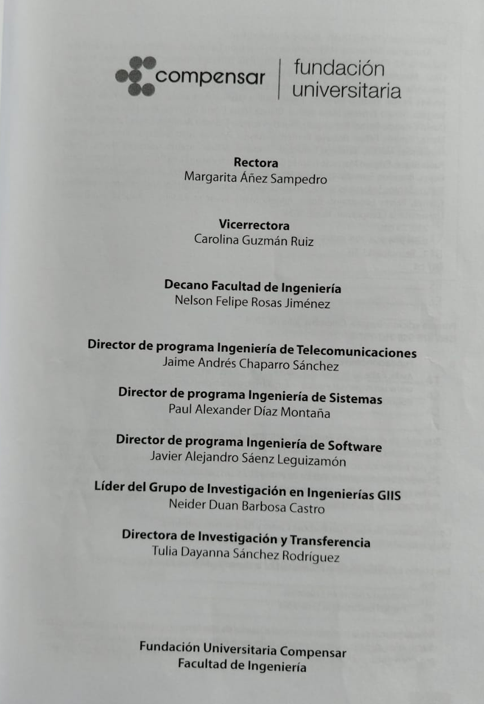 compensar
fundación
universitaria
Rectora
Margarita Áñez Sampedro
Vicerrectora
Carolina Guzmán Ruiz
Decano Facultad de Ingeniería
Nelson Felipe Rosas Jiménez
Director de programa Ingeniería de Telecomunicaciones
Jaime Andrés Chaparro Sánchez
Director de programa Ingeniería de Sistemas
Paul Alexander Díaz Montaña
Director de programa Ingeniería de Software
Javier Alejandro Sáenz Leguizamón
Líder del Grupo de Investigación en Ingenierías GIIS
Neider Duan Barbosa Castro
Directora de Investigación y Transferencia
Tulia Dayanna Sánchez Rodríguez
Fundación Universitaria Compensar
Facultad de Ingeniería